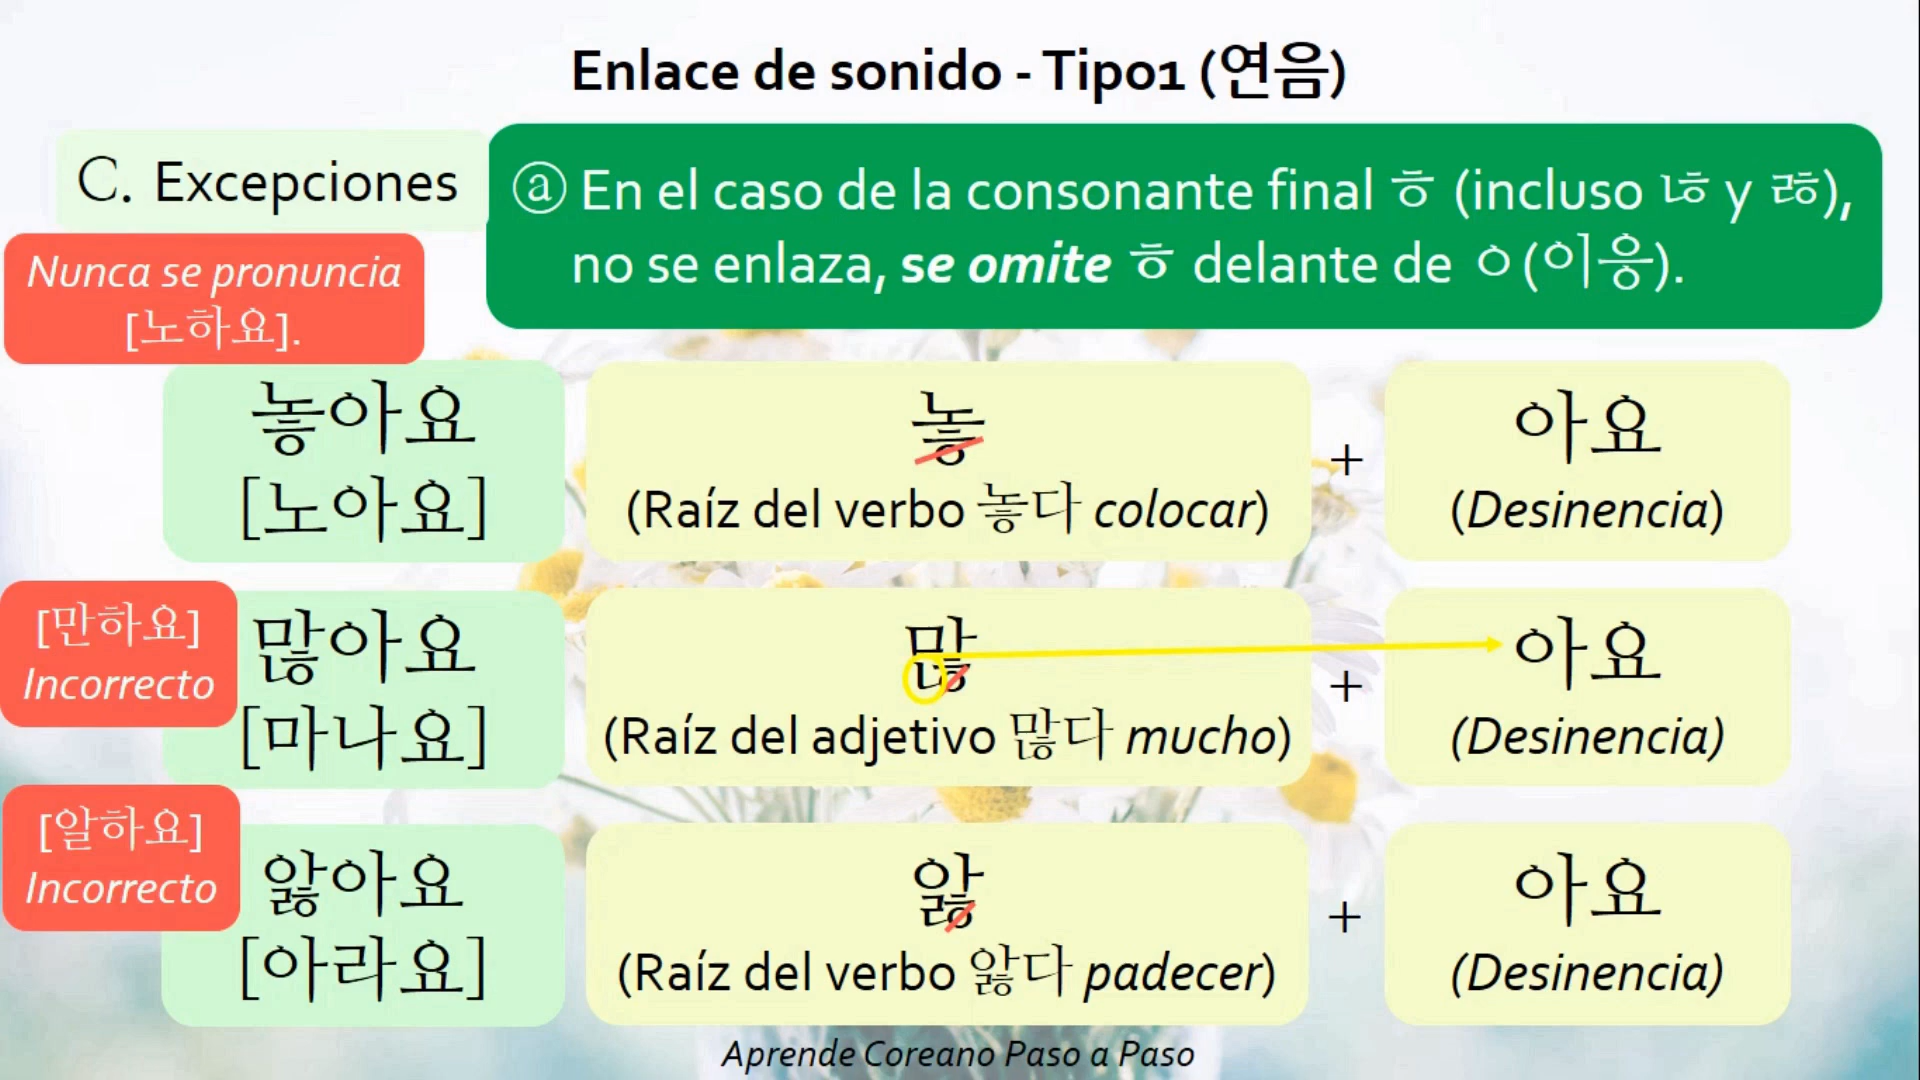 Enlace de sonido - Tipo1 (연음)
C. Excepciones
ⓐ En el caso de la consonante final ㅎ (incluso ㄶ y ㅀ),
no se enlaza, se omite ㅎ delante de ㅇ(이응).
Nunca se pronuncia
[노하요].
놓아요
[노아요]
놓
(Raíz del verbo 놓다 colocar)
+
아요
(Desinencia)
[만하요]
Incorrecto
많아요
[마나요]
많
(Raíz del adjetivo 많다 mucho)
+
아요
(Desinencia)
[알하요]
Incorrecto
앓아요
[아라요]
앓
(Raíz del verbo 앓다 padecer)
+
아요
(Desinencia)
Aprende Coreano Paso a Paso